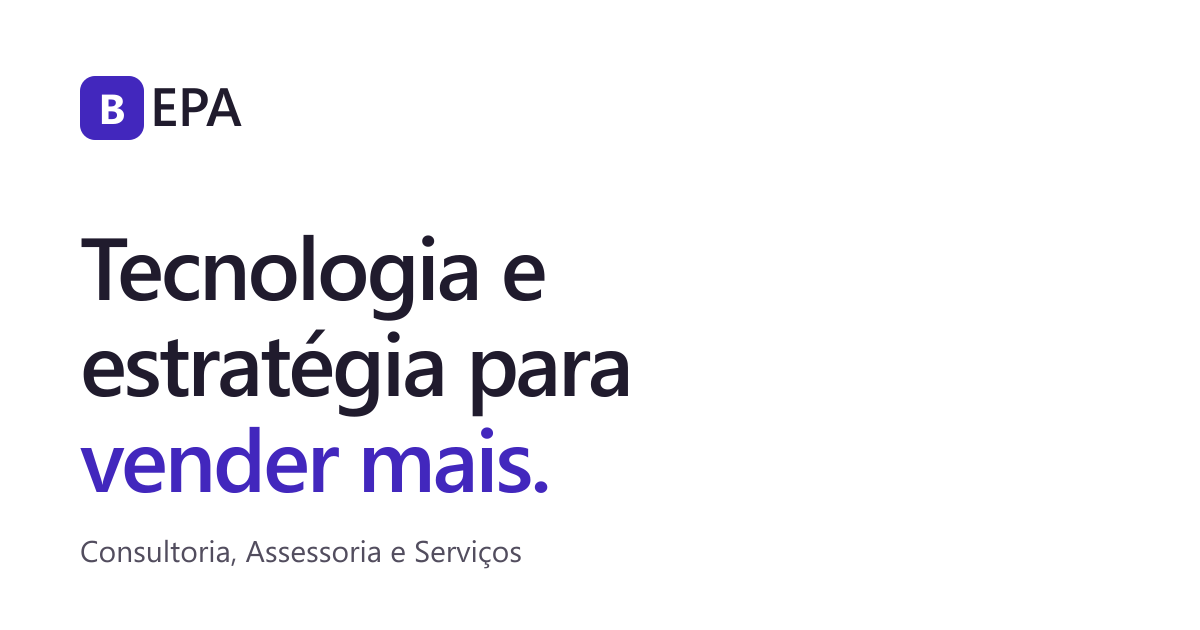 B EPA
Tecnologia e
estratégia para
vender mais.
Consultoria, Assessoria e Serviços